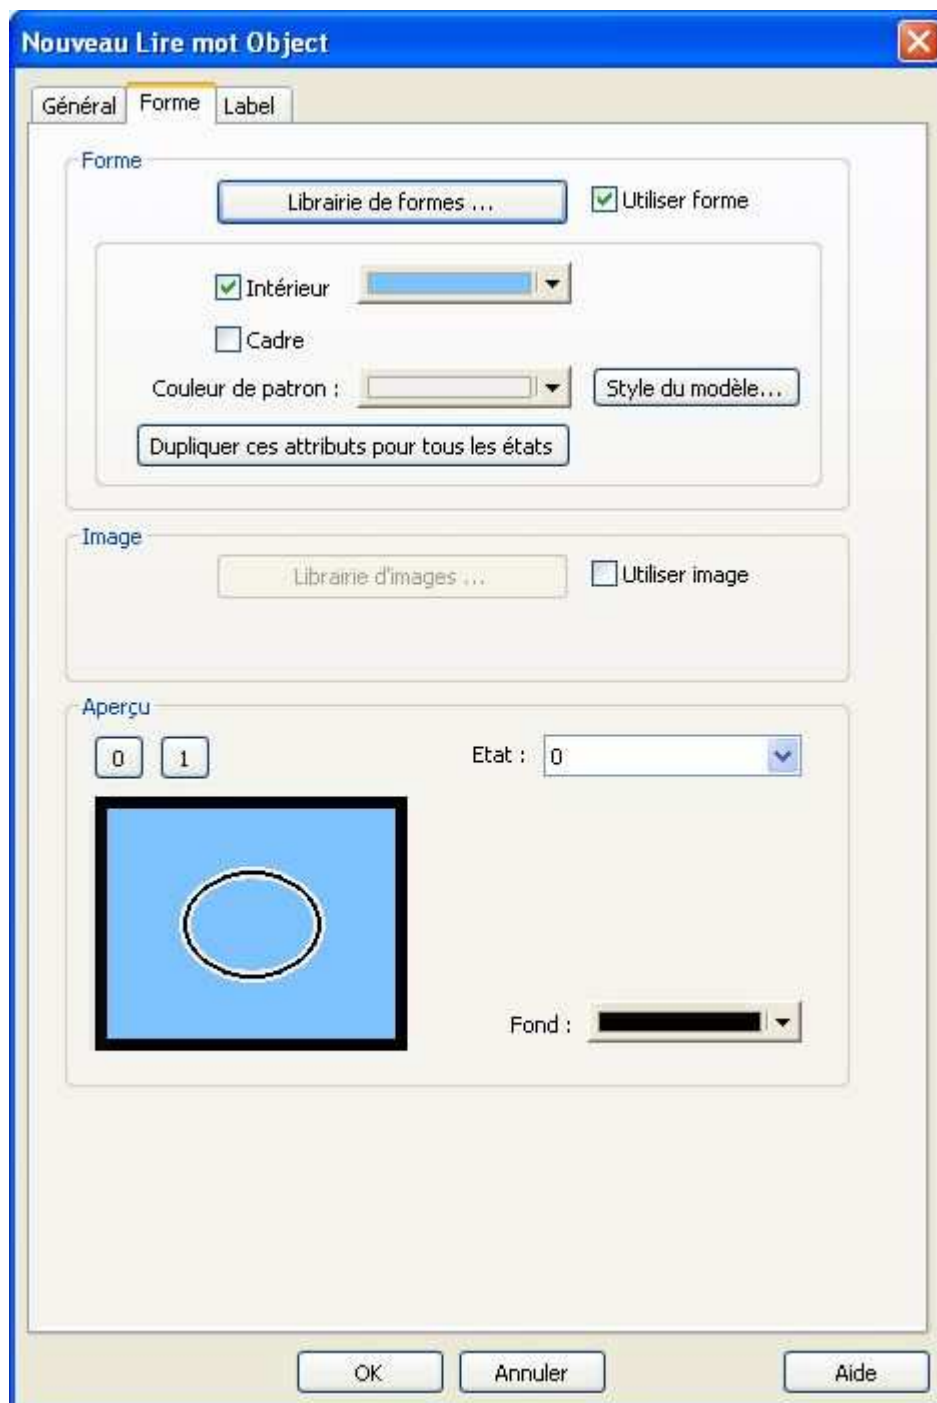 Nouveau Lire mot Object
Général Forme Label
Forme
Librairie de formes ... Utiliser forme
Intérieur
Cadre
Couleur de patron : Style du modèle...
Dupliquer ces attributs pour tous les états
Image
Librairie d'images ... Utiliser image
Aperçu
0 1 Etat : 0
Fond :
OK Annuler Aide